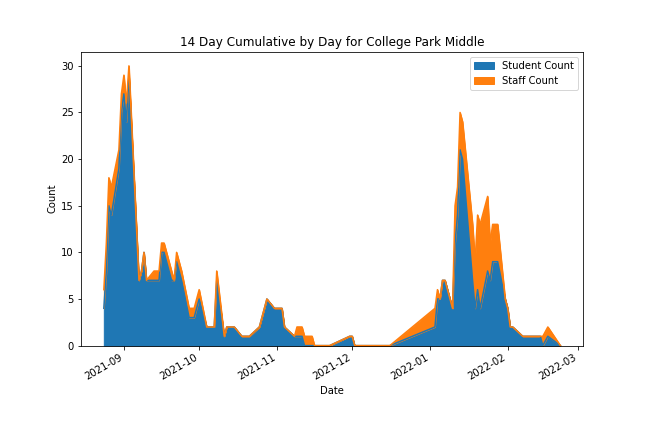 14 Day Cumulative by Day for College Park Middle
Student Count
Staff Count
30
25
20
15
10
5
0
Count
2021-09
2021-10
2021-11
2021-12
2022-01
2022-02
2022-03
Date